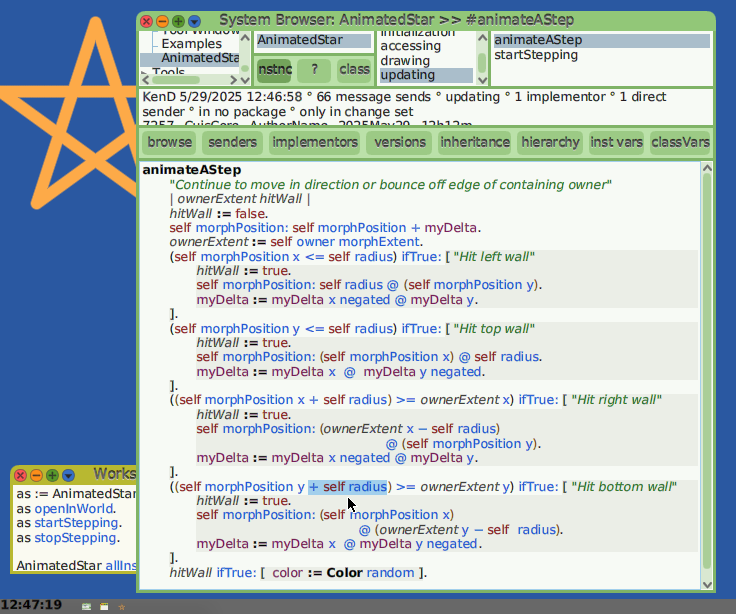 System Browser: AnimatedStar >> #animateAStep
Examples
AnimatedSta
Tools
AnimatedStar
instnc
?
class
initialization
accessing
drawing
updating
animateAStep
startStepping
KenD 5/29/2025 12:46:58 ° 66 message sends ° updating ° 1 implementor ° 1 direct
sender ° in no package ° only in change set
browse
senders
implementors
versions
inheritance
hierarchy
inst vars
classVars
animateAStep
"Continue to move in direction or bounce off edge of containing owner"
| ownerExtent hitWall |
hitWall := false.
self morphPosition: self morphPosition + myDelta.
ownerExtent := self owner morphExtent.
(self morphPosition x <= self radius) ifTrue: [ "Hit left wall"
hitWall := true.
self morphPosition: self radius @ (self morphPosition y).
myDelta := myDelta x negated @ myDelta y.
].
(self morphPosition y <= self radius) ifTrue: [ "Hit top wall"
hitWall := true.
self morphPosition: (self morphPosition x) @ self radius.
myDelta := myDelta x  @  myDelta y negated.
].
((self morphPosition x + self radius) >= ownerExtent x) ifTrue: [ "Hit right wall"
hitWall := true.
self morphPosition: (ownerExtent x − self radius)
@ (self morphPosition y).
myDelta := myDelta x negated @ myDelta y.
].
((self morphPosition y + self radius) >= ownerExtent y) ifTrue: [ "Hit bottom wall"
hitWall := true.
self morphPosition: (self morphPosition x)
@ (ownerExtent y − self  radius).
myDelta := myDelta x  @ myDelta y negated.
].
hitWall ifTrue: [ color := Color random ].
Works
as := AnimatedStar
as openInWorld.
as startStepping.
as stopStepping.
AnimatedStar allIns
12:47:19